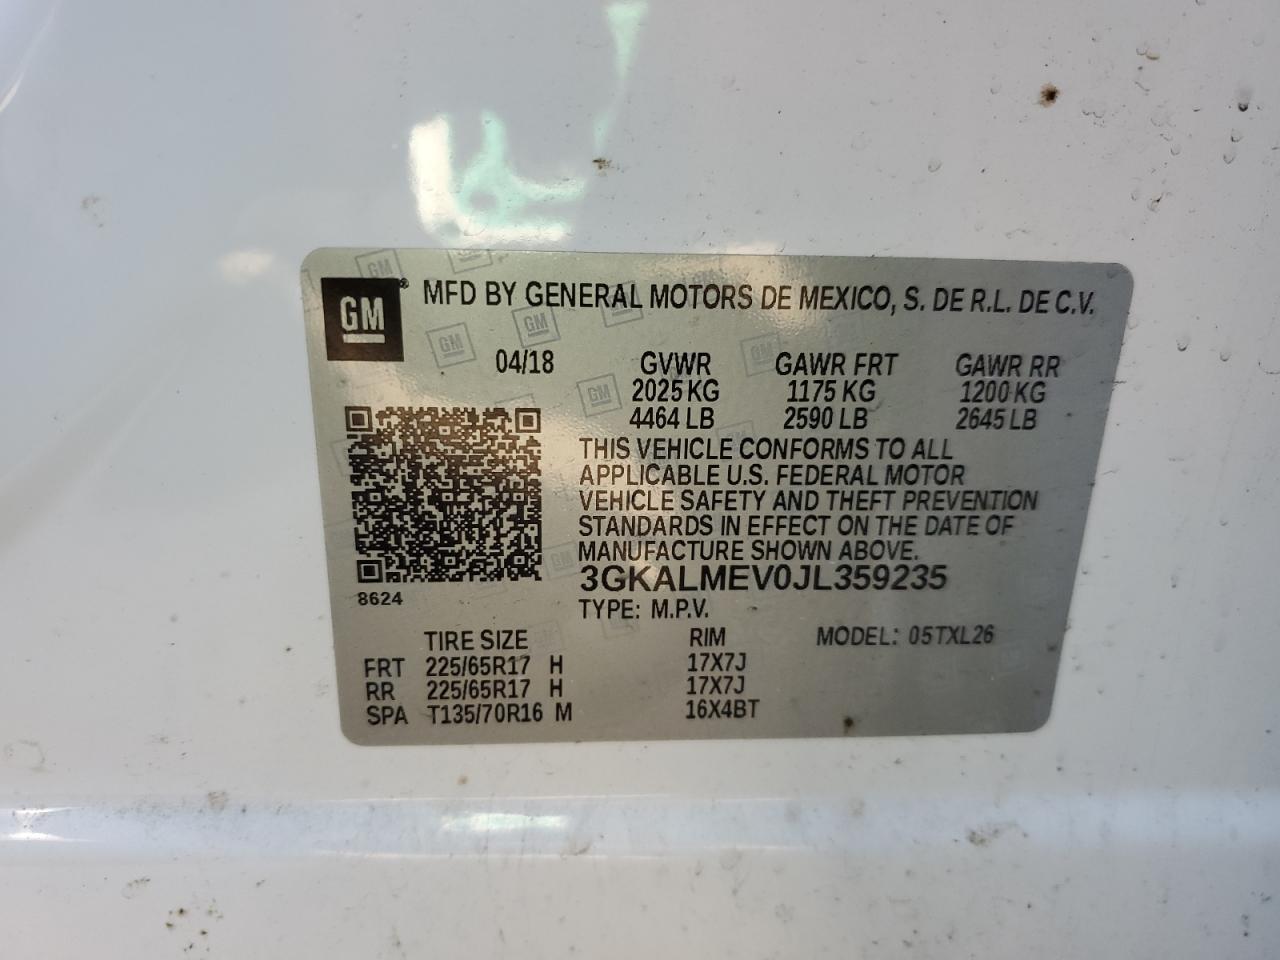 GM ® MFD BY GENERAL MOTORS DE MEXICO, S. DE R.L. DE C.V.
04/18 GVWR GAWR FRT GAWR RR
2025 KG 1175 KG 1200 KG
4464 LB 2590 LB 2645 LB
THIS VEHICLE CONFORMS TO ALL
APPLICABLE U.S. FEDERAL MOTOR
VEHICLE SAFETY AND THEFT PREVENTION
STANDARDS IN EFFECT ON THE DATE OF
MANUFACTURE SHOWN ABOVE.
3GKALMEV0JL359235
8624
TYPE: M.P.V.
TIRE SIZE RIM MODEL: 05TXL26
FRT 225/65R17 H 17X7J
RR 225/65R17 H 17X7J
SPA T135/70R16 M 16X4BT